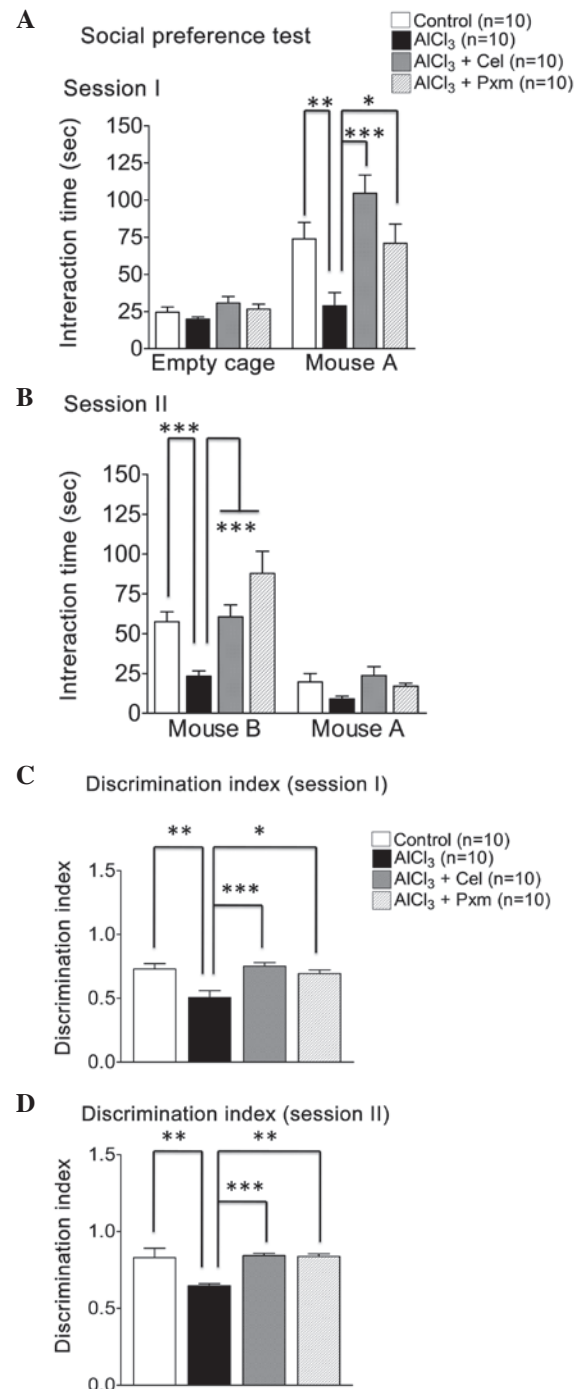 A
Social preference test
Control (n=10)
AlCl₃ (n=10)
AlCl₃ + Cel (n=10)
AlCl₃ + Pxm (n=10)
Session I
** *
***
150
125
100
75
50
25
0
Intreraction time (sec)
Empty cage Mouse A
B
Session II
***
***
150
125
100
75
50
25
0
Intreraction time (sec)
Mouse B Mouse A
C
Discrimination index (session I)
Control (n=10)
AlCl₃ (n=10)
AlCl₃ + Cel (n=10)
AlCl₃ + Pxm (n=10)
** *
***
1.5
1.0
0.5
0.0
Discrimination index
D
Discrimination index (session II)
** **
***
1.5
1.0
0.5
0.0
Discrimination index